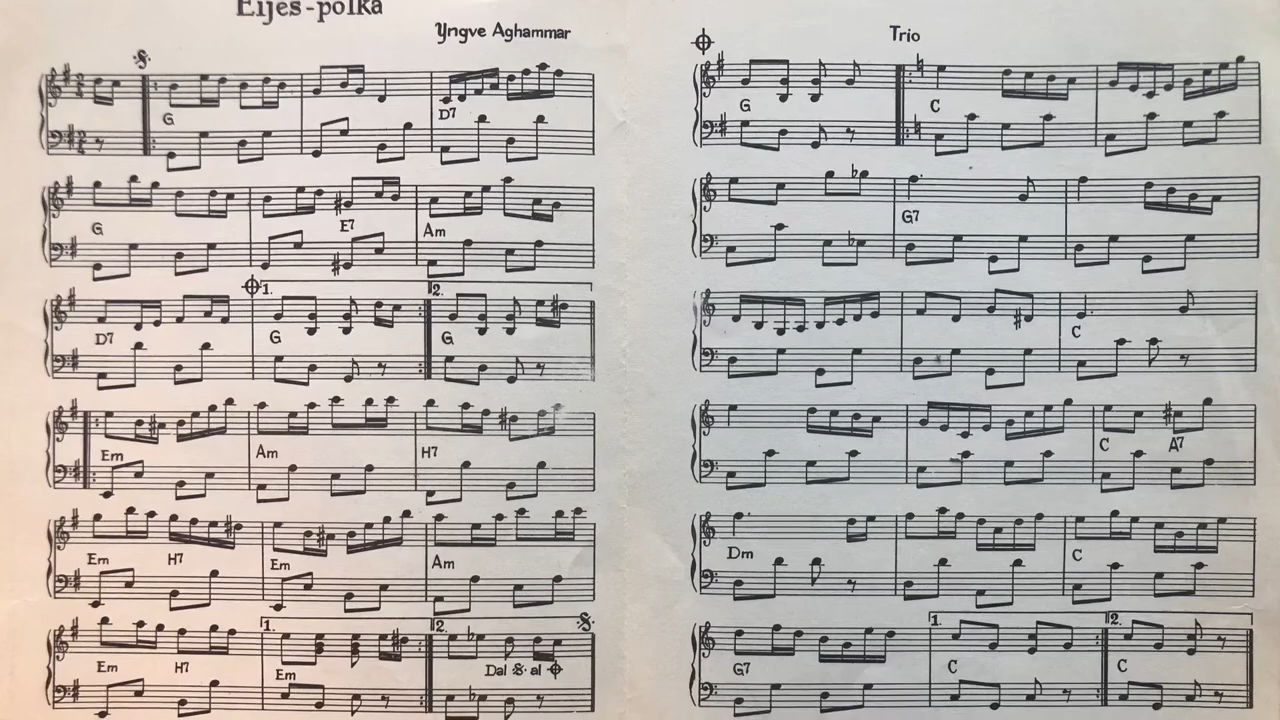 Eijes-polka
Yngve Aghammar
G D7
G E7 Am
1. 2.
D7 G G
Em Am H7
Em H7 Em Am
1. 2.
Dal 𝄋. al 𝄌
Em H7 Em
Trio
G C
G7
C
C A7
Dm C
1. 2.
G7 C C